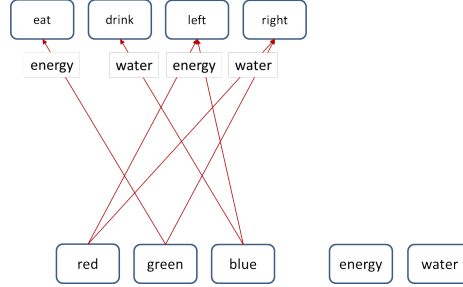 eat drink left right
energy water energy water
red green blue energy water